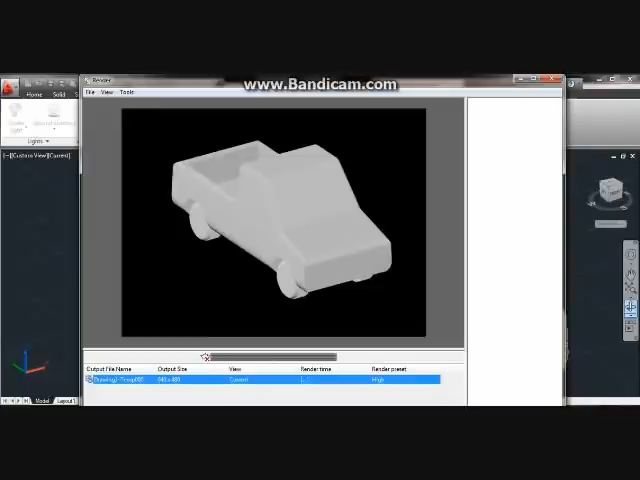 Render
www.Bandicam.com
File View Tools
Home Solid
Lights
[-][Custom View][Current]
Output File Name Output Size View Render time Render preset
640 x 480 Current High
Model Layout1